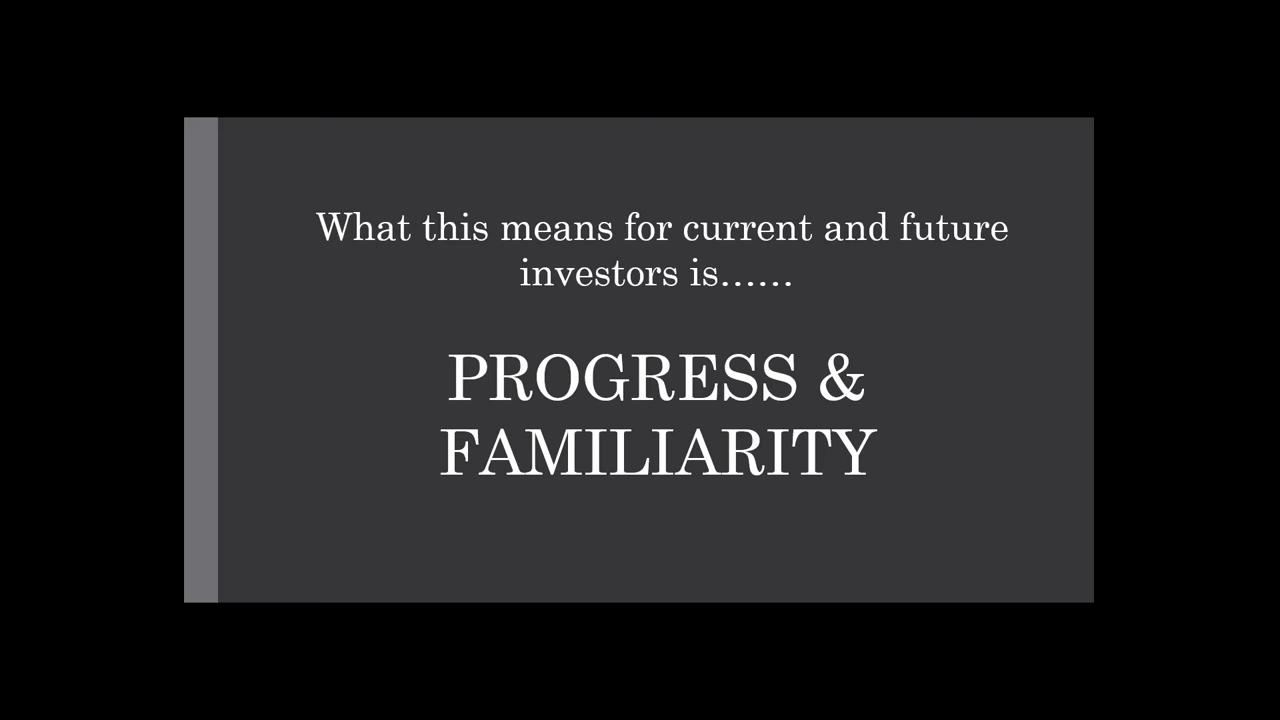 What this means for current and future
investors is......
PROGRESS &
FAMILIARITY